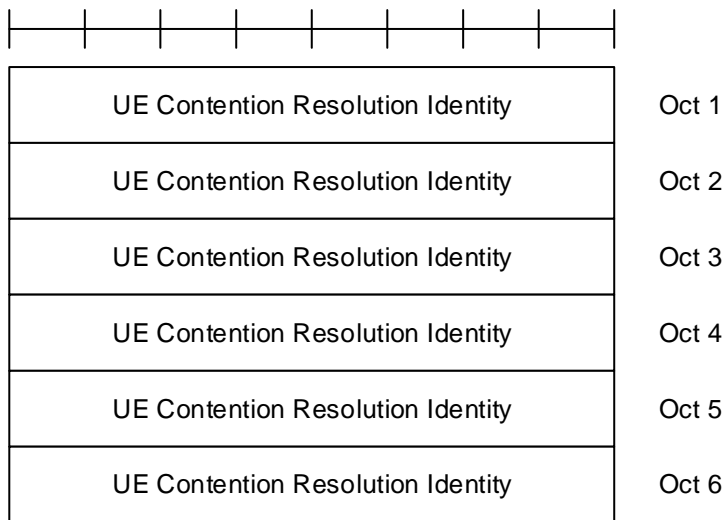 UE Contention Resolution Identity Oct 1
UE Contention Resolution Identity Oct 2
UE Contention Resolution Identity Oct 3
UE Contention Resolution Identity Oct 4
UE Contention Resolution Identity Oct 5
UE Contention Resolution Identity Oct 6